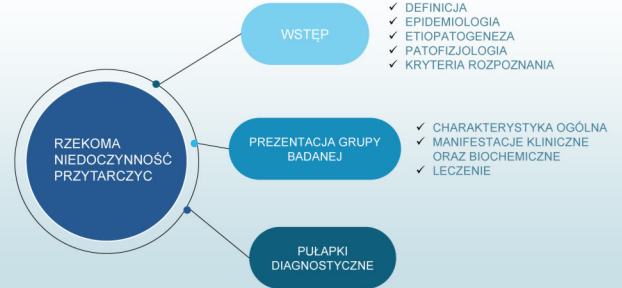 RZEKOMA
NIEDOCZYNNOŚĆ
PRZYTARCZYC
WSTĘP
✓ DEFINICJA
✓ EPIDEMIOLOGIA
✓ ETIOPATOGENEZA
✓ PATOFIZJOLOGIA
✓ KRYTERIA ROZPOZNANIA
PREZENTACJA GRUPY
BADANEJ
✓ CHARAKTERYSTYKA OGÓLNA
✓ MANIFESTACJE KLINICZNE
ORAZ BIOCHEMICZNE
✓ LECZENIE
PUŁAPKI
DIAGNOSTYCZNE